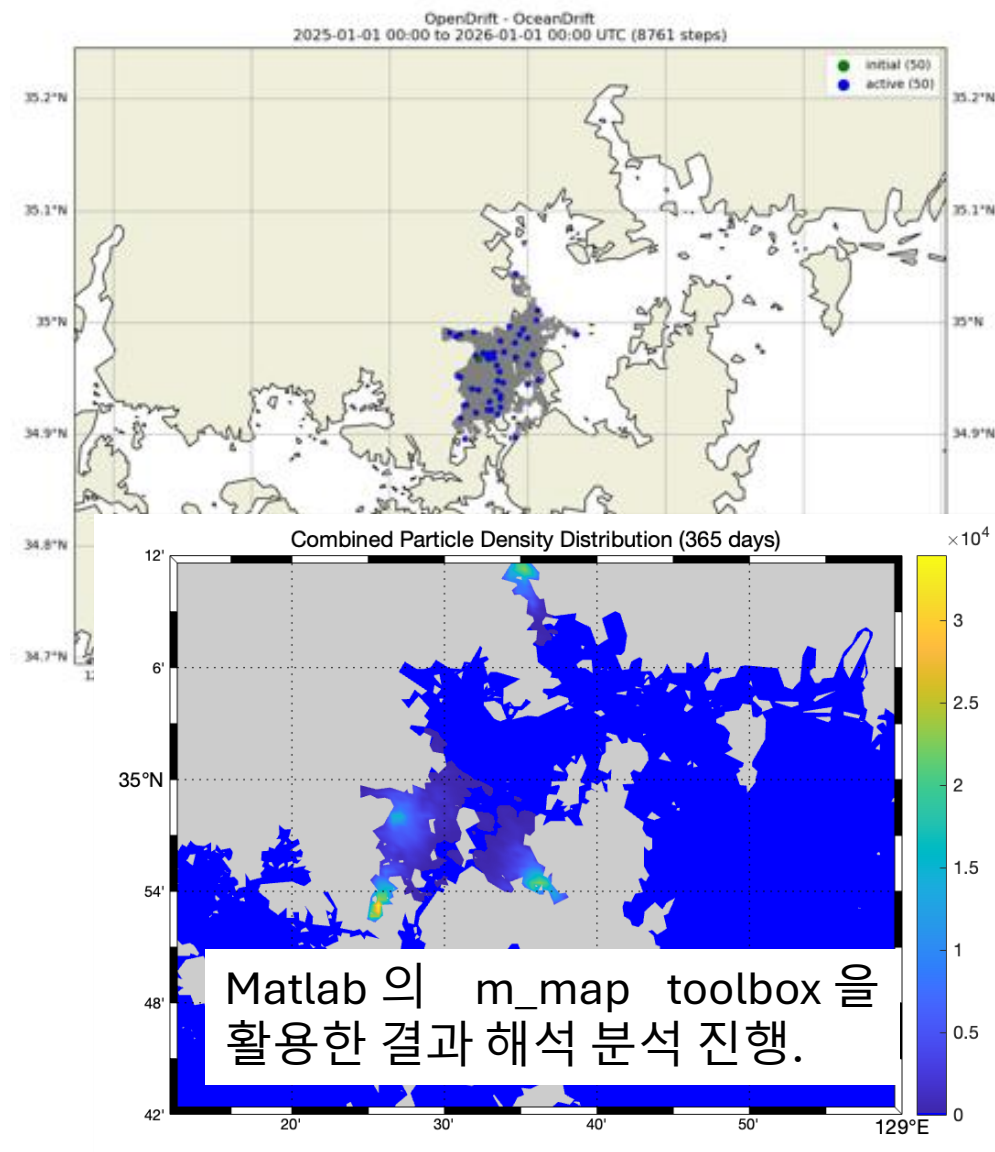 OpenDrift - OceanDrift
2025-01-01 00:00 to 2026-01-01 00:00 UTC (8761 steps)
initial (50)
active (50)
35.2°N
35.2°N
35.1°N
35.1°N
35°N
35°N
34.9°N
34.9°N
34.8°N
34.7°N
Combined Particle Density Distribution (365 days)
×10⁴
12'
6'
35°N
54'
48'
42'
20'
30'
40'
50'
129°E
3
2.5
2
1.5
1
0.5
0
Matlab 의 m_map toolbox 을
활용한 결과 해석 분석 진행.